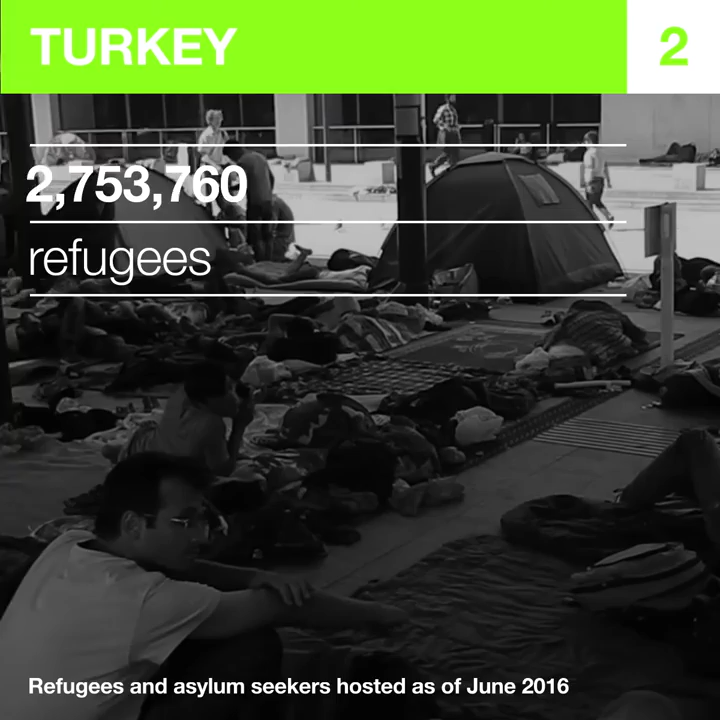 TURKEY
2
2,753,760
refugees
Refugees and asylum seekers hosted as of June 2016